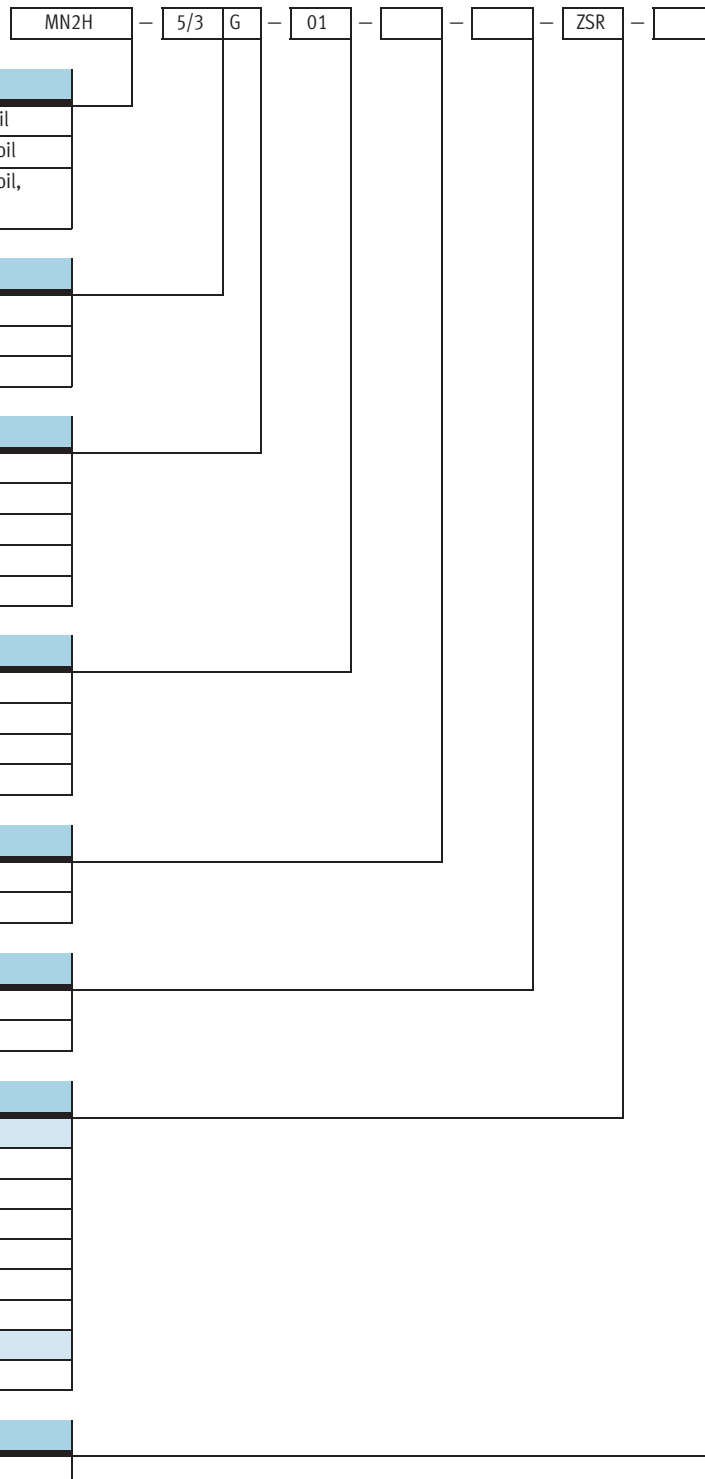 MN2H – 5/3 G – 01 – – – ZSR –
il
oil
oil,